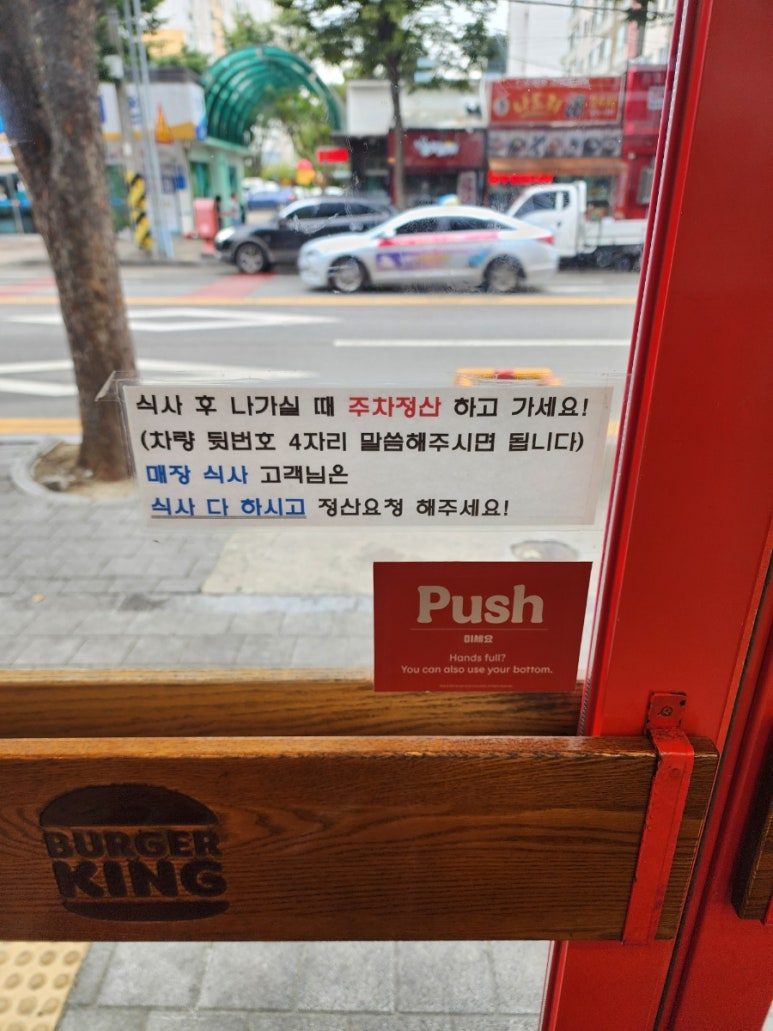 식사 후 나가실 때 주차정산 하고 가세요!
(차량 뒷번호 4자리 말씀해주시면 됩니다)
매장 식사 고객님은
식사 다 하시고 정산요청 해주세요!
Push
미세요
Hands full?
You can also use your bottom.
BURGER
KING